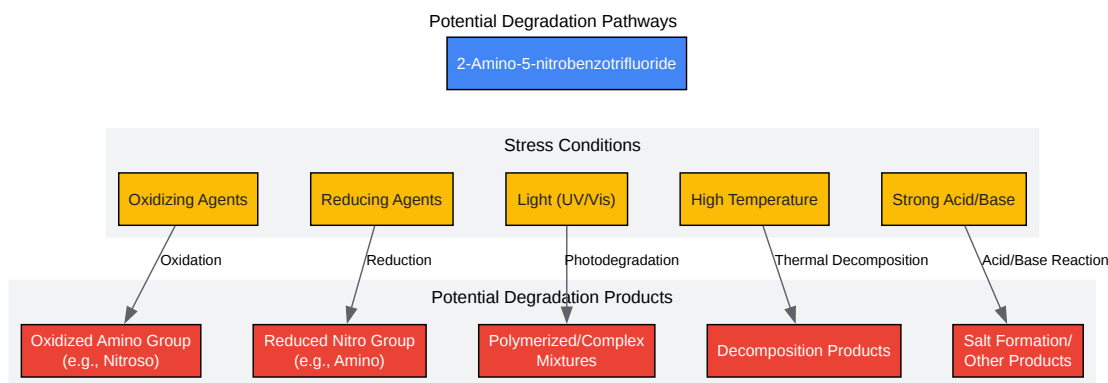 Potential Degradation Pathways
2-Amino-5-nitrobenzotrifluoride
Stress Conditions
Oxidizing Agents
Reducing Agents
Light (UV/Vis)
High Temperature
Strong Acid/Base
Oxidation
Reduction
Photodegradation
Thermal Decomposition
Acid/Base Reaction
Potential Degradation Products
Oxidized Amino Group
(e.g., Nitroso)
Reduced Nitro Group
(e.g., Amino)
Polymerized/Complex
Mixtures
Decomposition Products
Salt Formation/
Other Products